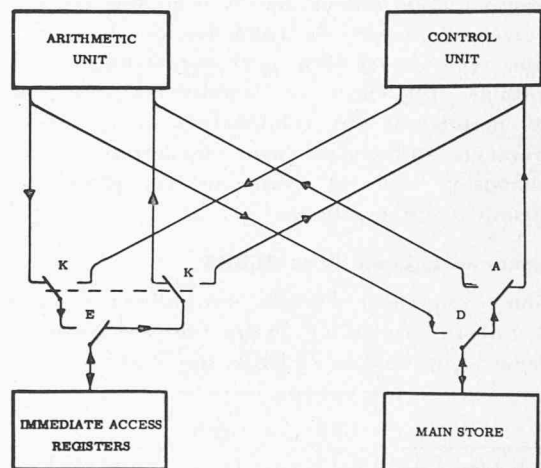 ARITHMETIC
UNIT
CONTROL
UNIT
K
K
A
E
D
IMMEDIATE ACCESS
REGISTERS
MAIN STORE